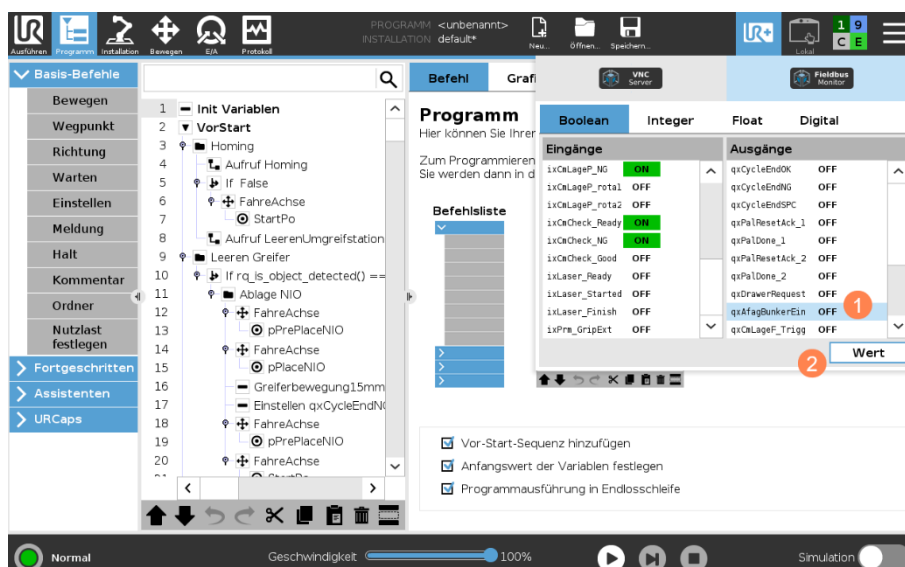 PROGRAMM <unbenannt>
INSTALLATION default*
Ausführen
Programm
Installation
Bewegen
E/A
Protokoll
Neu...
Öffnen...
Speichern...
UR+
Lokal
1 9
C E
Basis-Befehle
Bewegen
Wegpunkt
Richtung
Warten
Einstellen
Meldung
Halt
Kommentar
Ordner
Nutzlast
festlegen
Fortgeschritten
Assistenten
URCaps
1 Init Variablen
2 VorStart
3 Homing
4 Aufruf Homing
5 If False
6 FahreAchse
7 StartPo
8 Aufruf LeerenUmgreifstation
9 Leeren Greifer
10 If rq_is_object_detected() ==
11 Ablage NIO
12 FahreAchse
13 pPrePlaceNIO
14 FahreAchse
15 pPlaceNIO
16 Greiferbewegung15mm
17 Einstellen qxCycleEndN
18 FahreAchse
19 pPrePlaceNIO
20 FahreAchse
21 StartPo
Befehl
Grafi
Programm
Hier können Sie Ihrer
Zum Programmieren
Sie werden dann in d
Befehlsliste
VNC
Server
Fieldbus
Monitor
Boolean Integer Float Digital
Eingänge
ixCmLageP_NG ON
ixCmLageP_rota1 OFF
ixCmLageP_rota2 OFF
ixCmCheck_Ready ON
ixCmCheck_NG ON
ixCmCheck_Good OFF
ixLaser_Ready OFF
ixLaser_Started OFF
ixLaser_Finish OFF
ixPrm_GripExt OFF
Ausgänge
qxCycleEndOK OFF
qxCycleEndNG OFF
qxCycleEndSPC OFF
qxPalResetAck_1 OFF
qxPalDone_1 OFF
qxPalResetAck_2 OFF
qxPalDone_2 OFF
qxDrawerRequest OFF
qxAfagBunkerEin OFF 1
qxCmLageF_Trigg OFF
2 Wert
Vor-Start-Sequenz hinzufügen
Anfangswert der Variablen festlegen
Programmausführung in Endlosschleife
Normal
Geschwindigkeit 100%
Simulation